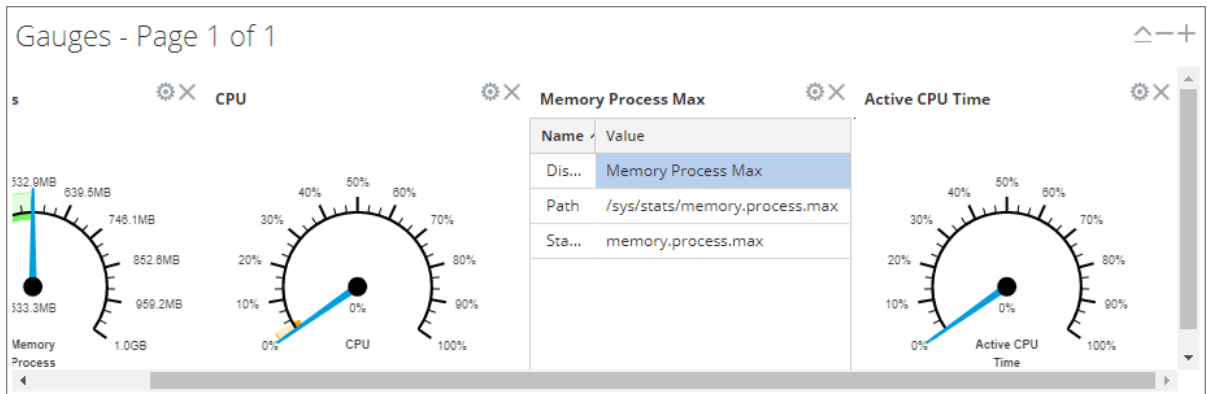 Gauges - Page 1 of 1
s
CPU
Memory Process Max
Active CPU Time
Name
Value
Dis...
Memory Process Max
Path
/sys/stats/memory.process.max
Sta...
memory.process.max
532.9MB
639.5MB
746.1MB
852.6MB
959.2MB
1.0GB
533.3MB
Memory
Process
0%
10%
20%
30%
40%
50%
60%
70%
80%
90%
100%
0%
CPU
0%
10%
20%
30%
40%
50%
60%
70%
80%
90%
100%
0%
Active CPU
Time